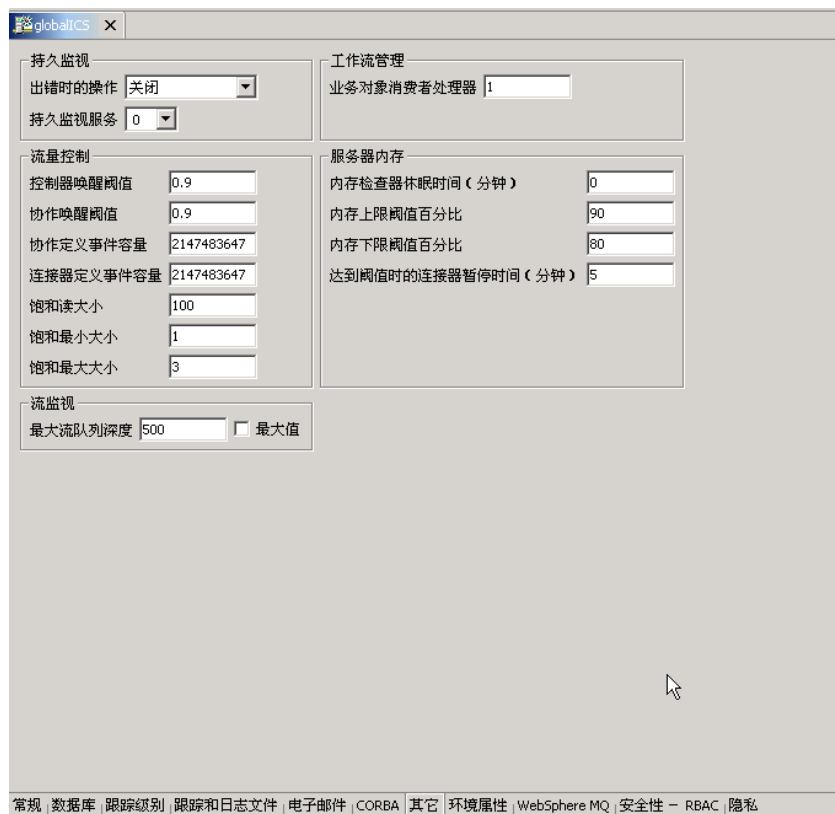 globalICS
持久监视
出错时的操作 关闭
持久监视服务 0
工作流管理
业务对象消费者处理器 1
流量控制
控制器唤醒阈值 0.9
协作唤醒阈值 0.9
协作定义事件容量 2147483647
连接器定义事件容量 2147483647
饱和读大小 100
饱和最小大小 1
饱和最大大小 3
服务器内存
内存检查器休眠时间(分钟) 0
内存上限阈值百分比 90
内存下限阈值百分比 80
达到阈值时的连接器暂停时间(分钟) 5
流监视
最大流队列深度 500 最大值
常规 数据库 跟踪级别 跟踪和日志文件 电子邮件 CORBA 其它 环境属性 WebSphere MQ 安全性 - RBAC 隐私